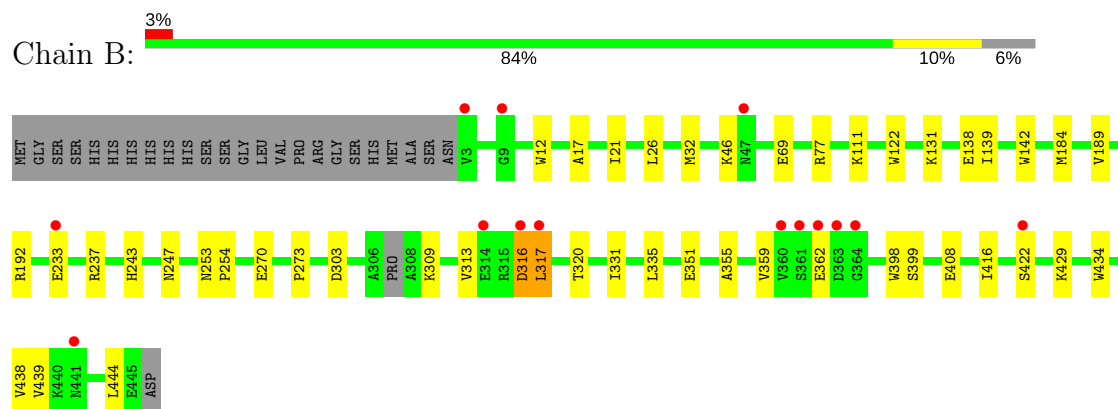 3%
Chain B:
84% 10% 6%
MET GLY SER SER HIS HIS HIS HIS HIS HIS SER SER GLY LEU VAL PRO ARG GLY SER HIS MET ALA SER ASN V3 G9 W12 A17 I21 L26 M32 K46 N47 E69 R77 K111 W122 K131 E138 I139 W142 M184 V189
R192 E233 R237 H243 N247 N253 P254 E270 P273 D303 A306 PRO A308 K309 V313 E314 R315 D316 L317 T320 I331 L335 E351 A355 V359 V360 S361 E362 D363 G364 W398 S399 E408 I416 S422 K429 W434
V438 V439 K440 N441 L444 E445 ASP